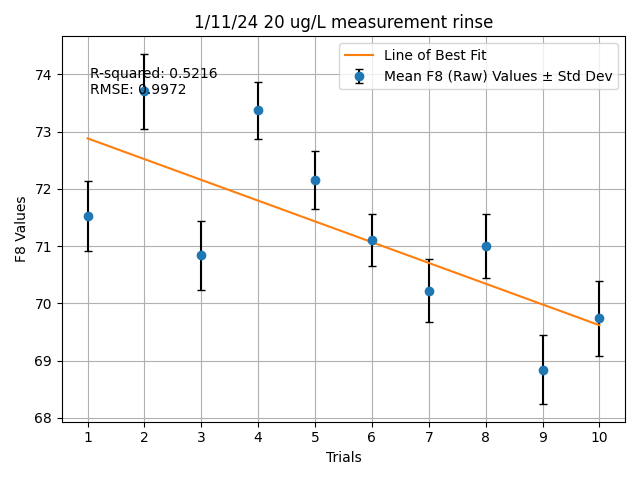 1/11/24 20 ug/L measurement rinse
R-squared: 0.5216
RMSE: 0.9972
Line of Best Fit
Mean F8 (Raw) Values ± Std Dev
F8 Values
74
73
72
71
70
69
68
1 2 3 4 5 6 7 8 9 10
Trials